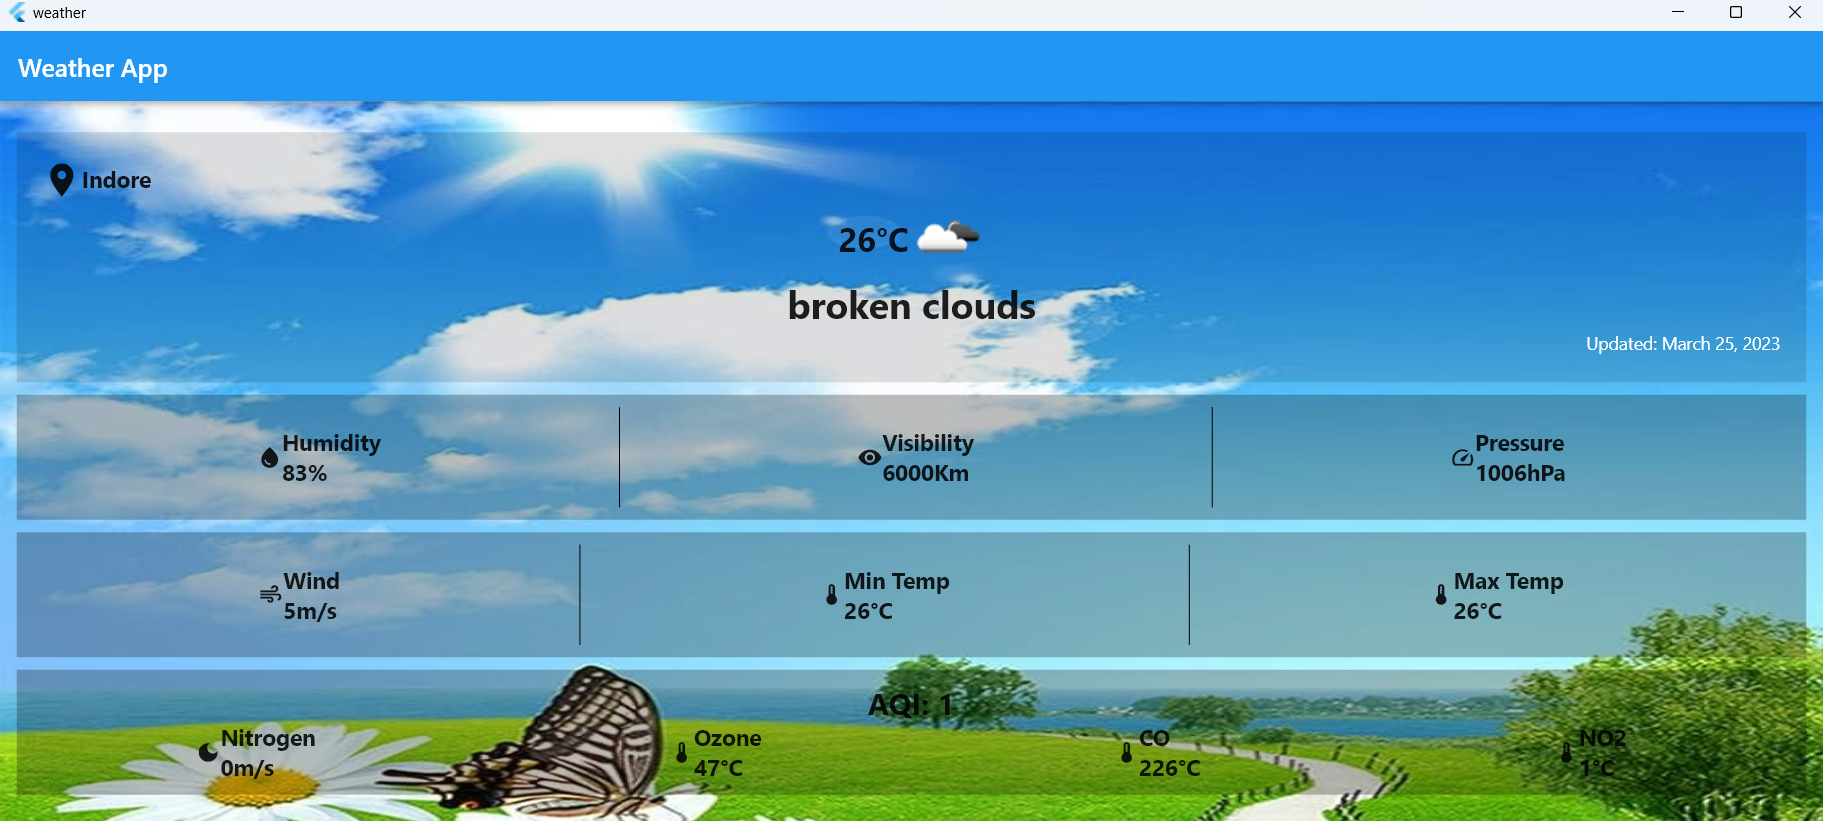 weather
Weather App
Indore
26°C
broken clouds
Updated: March 25, 2023
Humidity
83%
Visibility
6000Km
Pressure
1006hPa
Wind
5m/s
Min Temp
26°C
Max Temp
26°C
AQI: 1
Nitrogen
0m/s
Ozone
47°C
CO
226°C
NO2
1°C